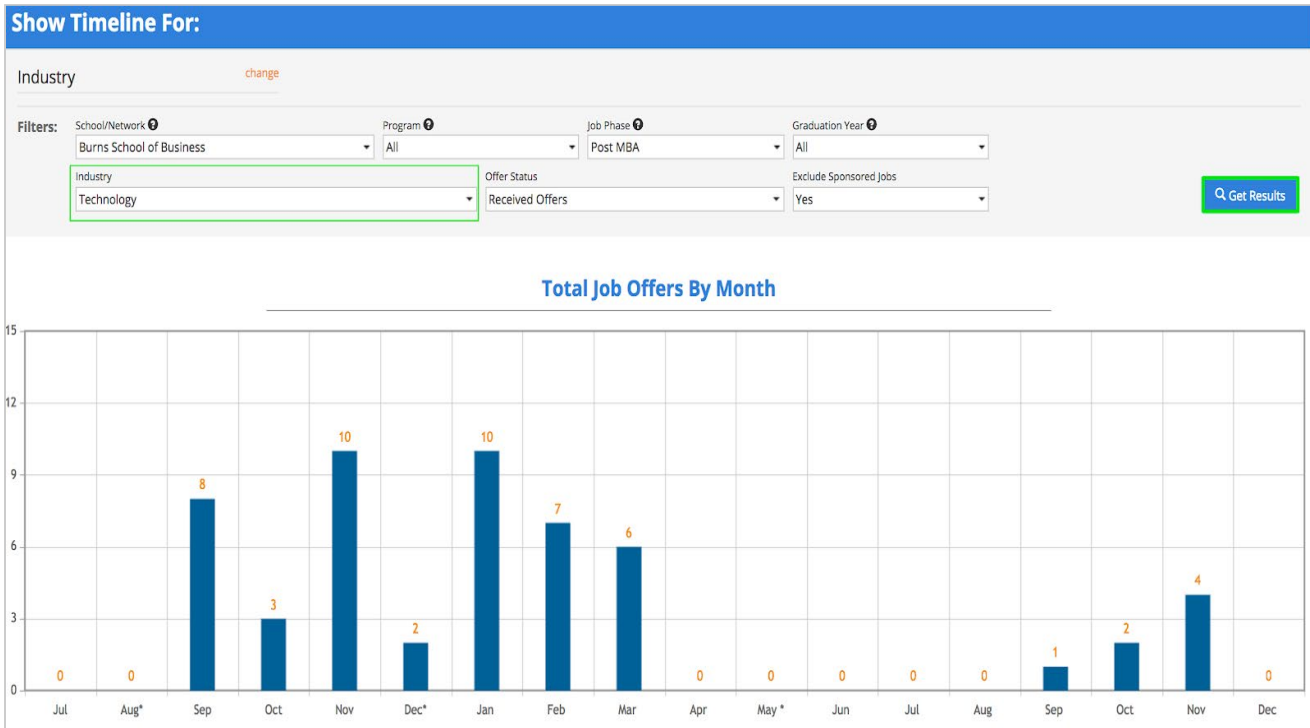 Show Timeline For:
Industry change
Filters: School/Network ? Program ? Job Phase ? Graduation Year ?
Burns School of Business All Post MBA All
Industry Offer Status Exclude Sponsored Jobs
Technology Received Offers Yes Get Results
Total Job Offers By Month
15
12
10 10
9
8
7
6
6
4
3
3
2 2
1
0 0 0 0 0 0 0 0
0
Jul Aug* Sep Oct Nov Dec* Jan Feb Mar Apr May * Jun Jul Aug Sep Oct Nov Dec